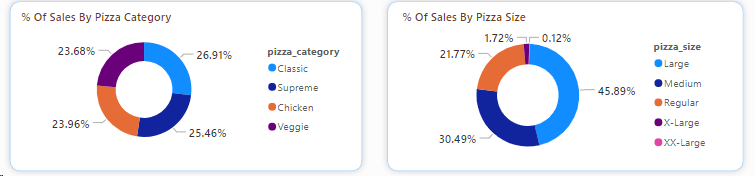 % Of Sales By Pizza Category
23.68%
26.91%
23.96%
25.46%
pizza_category
Classic
Supreme
Chicken
Veggie
% Of Sales By Pizza Size
1.72%
0.12%
21.77%
45.89%
30.49%
pizza_size
Large
Medium
Regular
X-Large
XX-Large